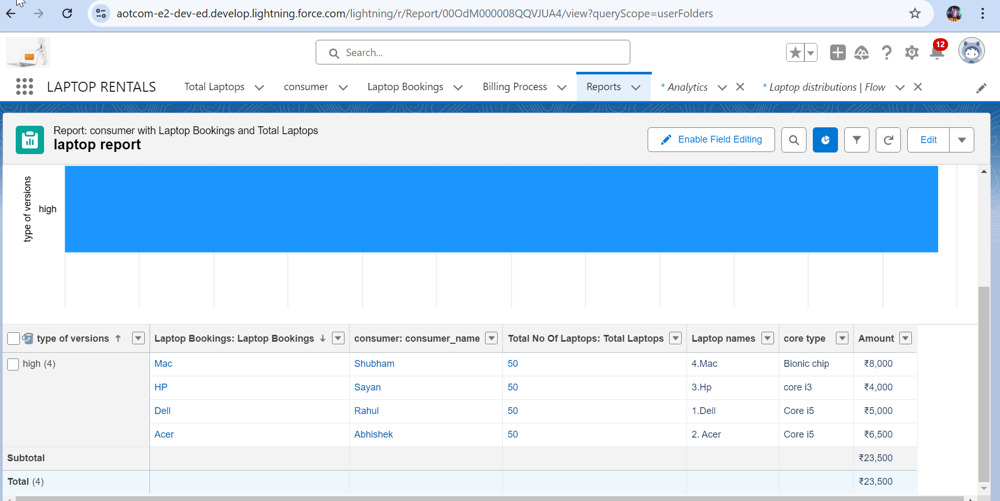 aotcom-e2-dev-ed.develop.lightning.force.com/lightning/r/Report/00OdM000008QQVJUA4/view?queryScope=userFolders
Search...
12
LAPTOP RENTALS
Total Laptops
consumer
Laptop Bookings
Billing Process
Reports
* Analytics
* Laptop distributions | Flow
Report: consumer with Laptop Bookings and Total Laptops
laptop report
Enable Field Editing
Edit
type of versions
high
type of versions ↑ Laptop Bookings: Laptop Bookings ↓ consumer: consumer_name Total No Of Laptops: Total Laptops Laptop names core type Amount
high (4) Mac Shubham 50 4.Mac Bionic chip ₹8,000
HP Sayan 50 3.Hp core i3 ₹4,000
Dell Rahul 50 1.Dell Core i5 ₹5,000
Acer Abhishek 50 2. Acer Core i5 ₹6,500
Subtotal ₹23,500
Total (4) ₹23,500